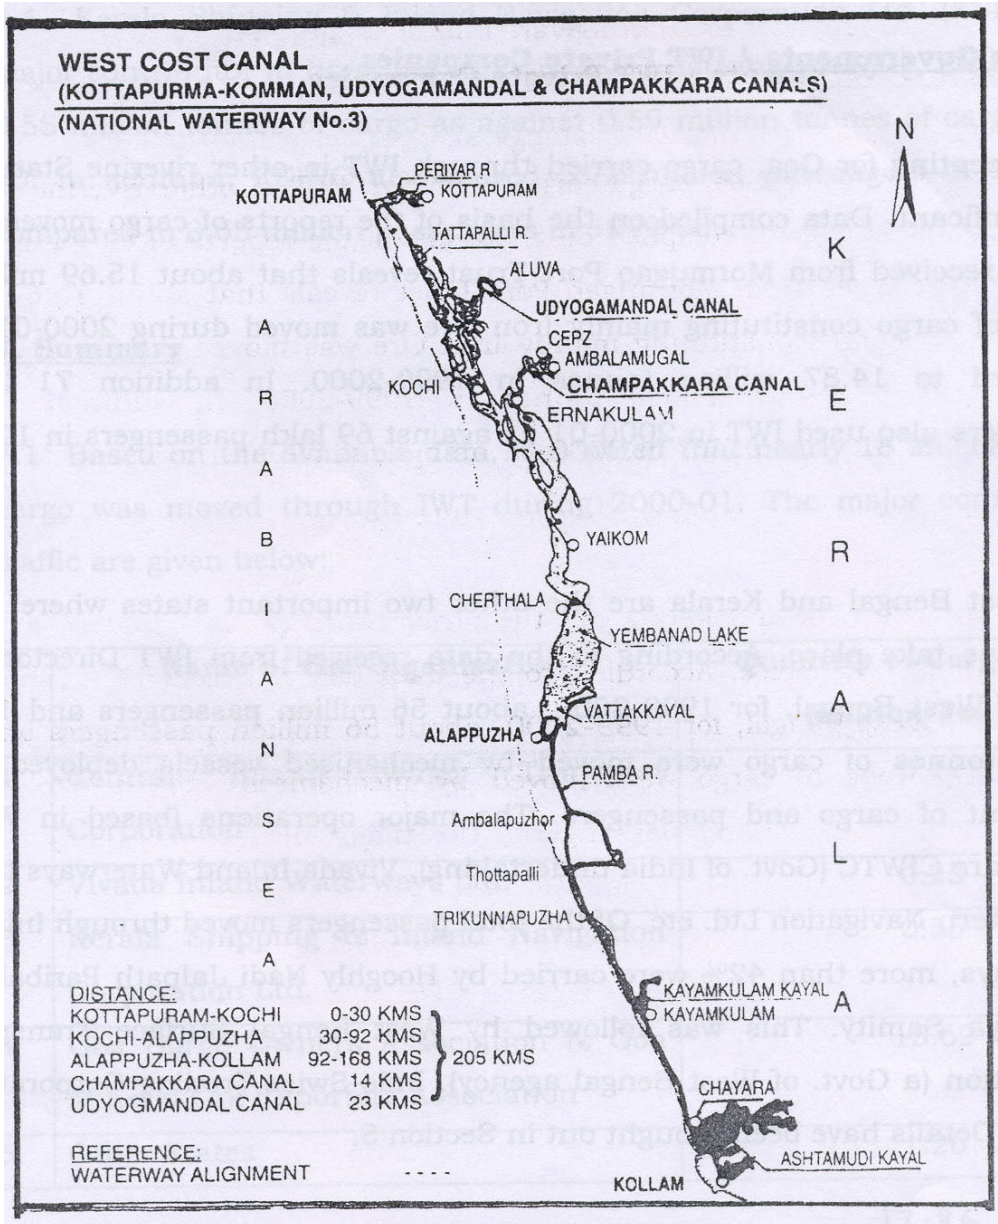 WEST COST CANAL
(KOTTAPURMA-KOMMAN, UDYOGAMANDAL & CHAMPAKKARA CANALS)
(NATIONAL WATERWAY No.3)
N
PERIYAR R
KOTTAPURAM
KOTTAPURAM
TATTAPALLI R.
ALUVA
UDYOGAMANDAL CANAL
CEPZ
AMBALAMUGAL
KOCHI
CHAMPAKKARA CANAL
ERNAKULAM
YAIKOM
CHERTHALA
YEMBANAD LAKE
VATTAKKAYAL
ALAPPUZHA
PAMBA R.
Ambalapuzhor
Thottapalli
TRIKUNNAPUZHA
KAYAMKULAM KAYAL
KAYAMKULAM
CHAYARA
ASHTAMUDI KAYAL
KOLLAM
ARABIAN SEA
KERALA
DISTANCE:
KOTTAPURAM-KOCHI 0-30 KMS
KOCHI-ALAPPUZHA 30-92 KMS
ALAPPUZHA-KOLLAM 92-168 KMS
CHAMPAKKARA CANAL 14 KMS
UDYOGMANDAL CANAL 23 KMS
205 KMS
REFERENCE:
WATERWAY ALIGNMENT - - - -